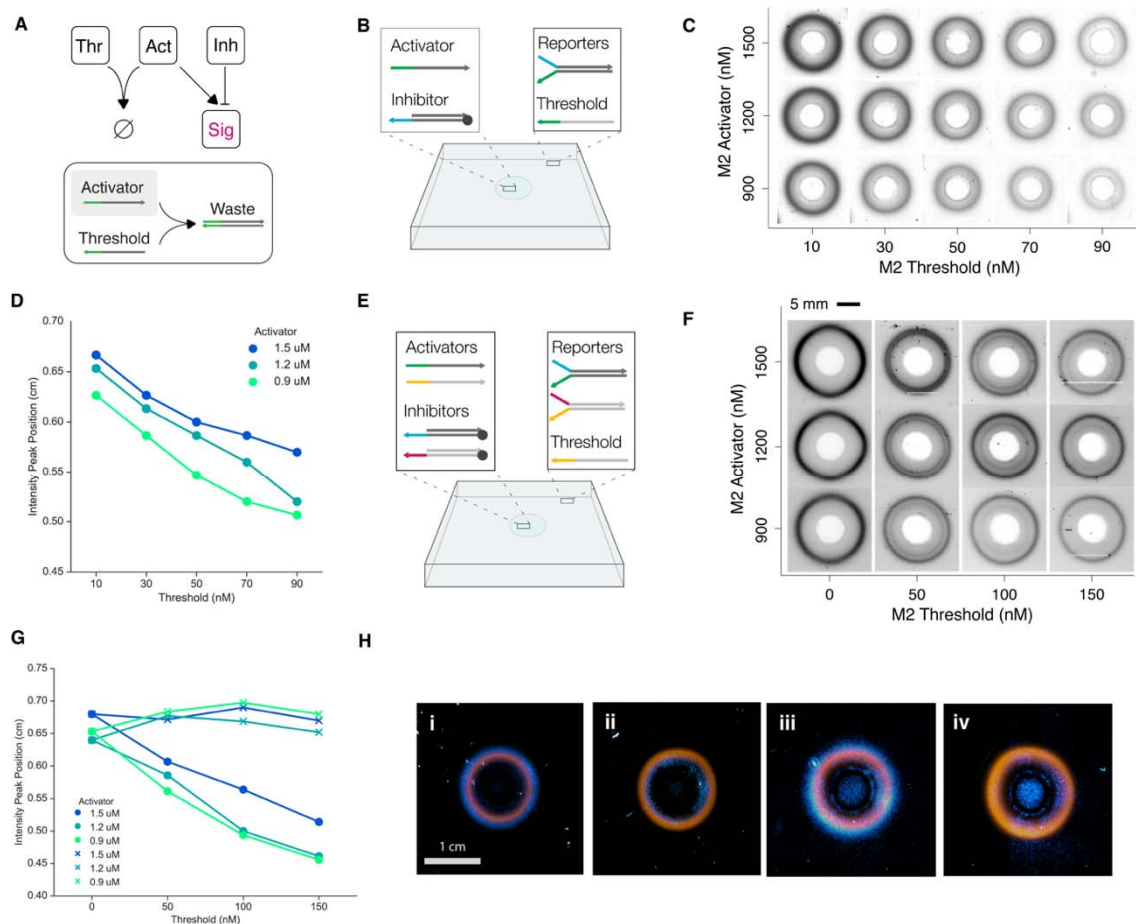 A
Thr Act Inh
∅ Sig
Activator
Threshold
Waste
B
Activator
Inhibitor
Reporters
Threshold
C
M2 Activator (nM)
1500
1200
900
10 30 50 70 90
M2 Threshold (nM)
D
Intensity Peak Position (cm)
0.70
0.65
0.60
0.55
0.50
0.45
Activator
1.5 uM
1.2 uM
0.9 uM
10 30 50 70 90
Threshold (nM)
E
Activators
Inhibitors
Reporters
Threshold
F
5 mm
M2 Activator (nM)
1500
1200
900
0 50 100 150
M2 Threshold (nM)
G
Intensity Peak Position (cm)
0.75
0.70
0.65
0.60
0.55
0.50
0.45
0.40
Activator
1.5 uM
1.2 uM
0.9 uM
1.5 uM
1.2 uM
0.9 uM
0 50 100 150
Threshold (nM)
H
i ii iii iv
1 cm